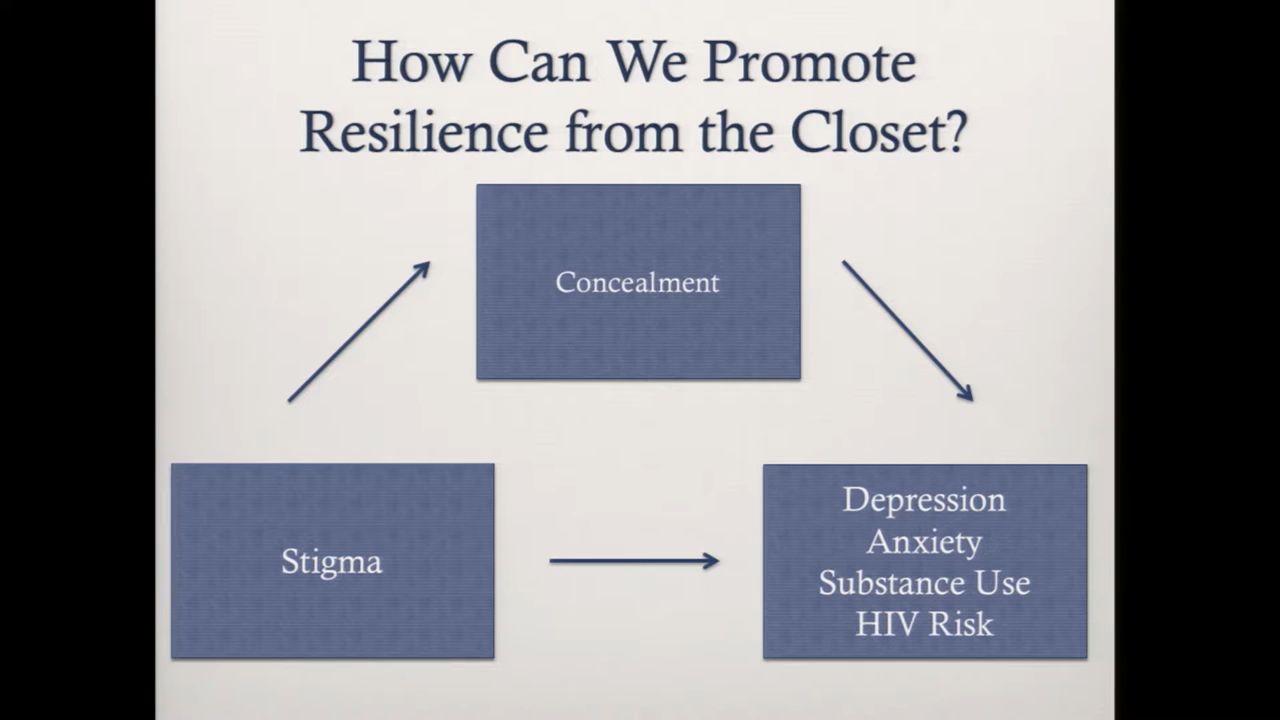 How Can We Promote
Resilience from the Closet?
Concealment
Stigma
Depression
Anxiety
Substance Use
HIV Risk